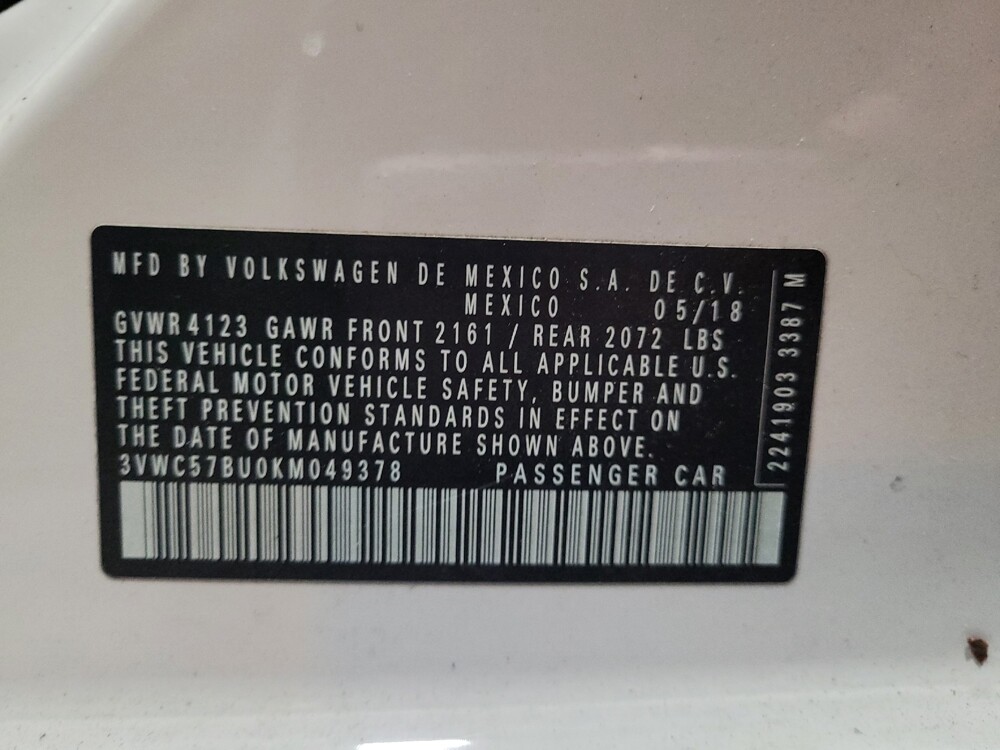 MFD BY VOLKSWAGEN DE MEXICO S.A. DE C.V.
MEXICO 05/18
GVWR 4123 GAWR FRONT 2161 / REAR 2072 LBS
THIS VEHICLE CONFORMS TO ALL APPLICABLE U.S.
FEDERAL MOTOR VEHICLE SAFETY, BUMPER AND
THEFT PREVENTION STANDARDS IN EFFECT ON
THE DATE OF MANUFACTURE SHOWN ABOVE.
3VWC57BU0KM049378 PASSENGER CAR
2241903 3387 M